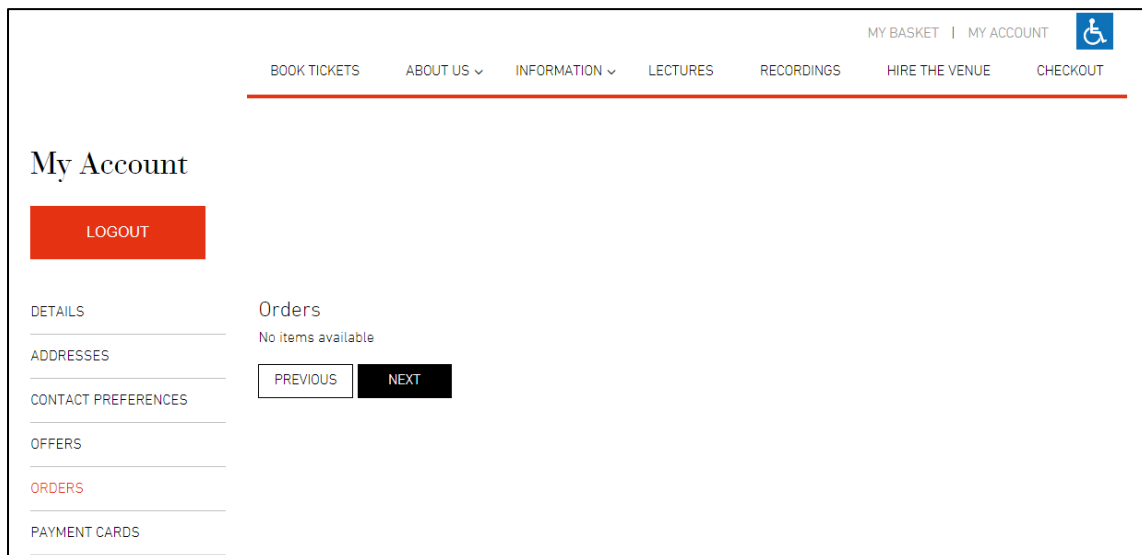 MY BASKET | MY ACCOUNT
BOOK TICKETS ABOUT US INFORMATION LECTURES RECORDINGS HIRE THE VENUE CHECKOUT
My Account
LOGOUT
DETAILS
ADDRESSES
CONTACT PREFERENCES
OFFERS
ORDERS
PAYMENT CARDS
Orders
No items available
PREVIOUS NEXT